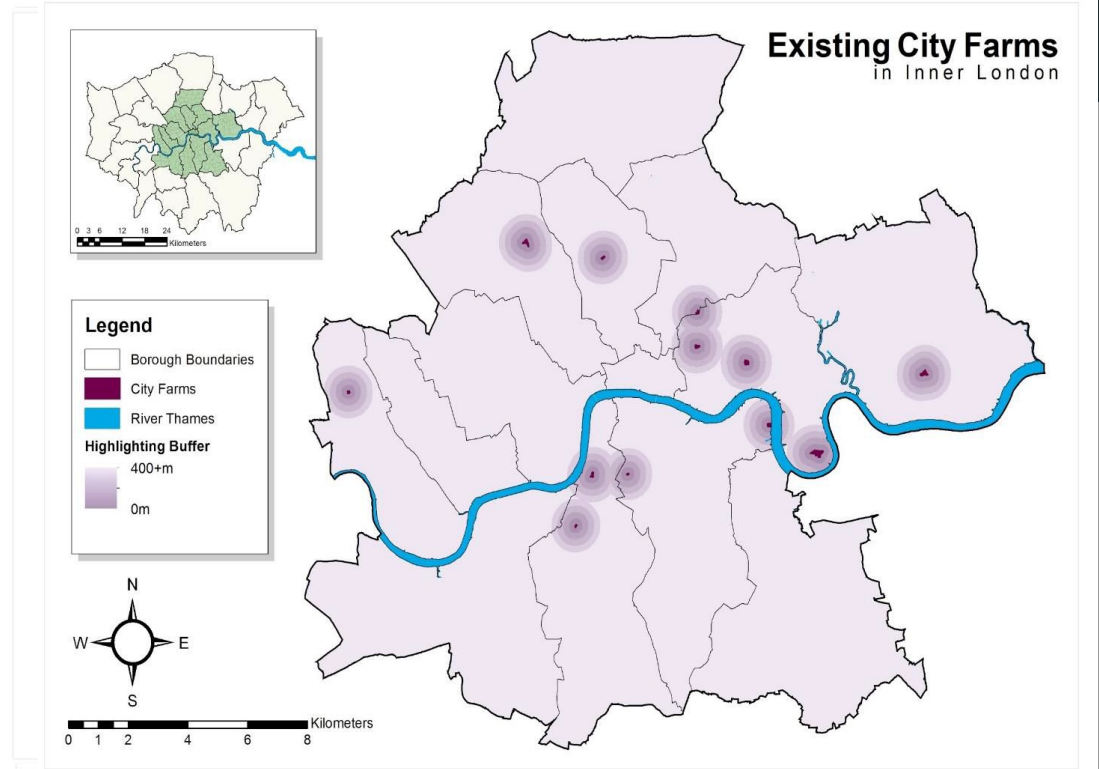 Existing City Farms
in Inner London
0 3 6 12 18 24
Kilometers
Legend
Borough Boundaries
City Farms
River Thames
Highlighting Buffer
400+m
0m
N
W E
S
Kilometers
0 1 2 4 6 8